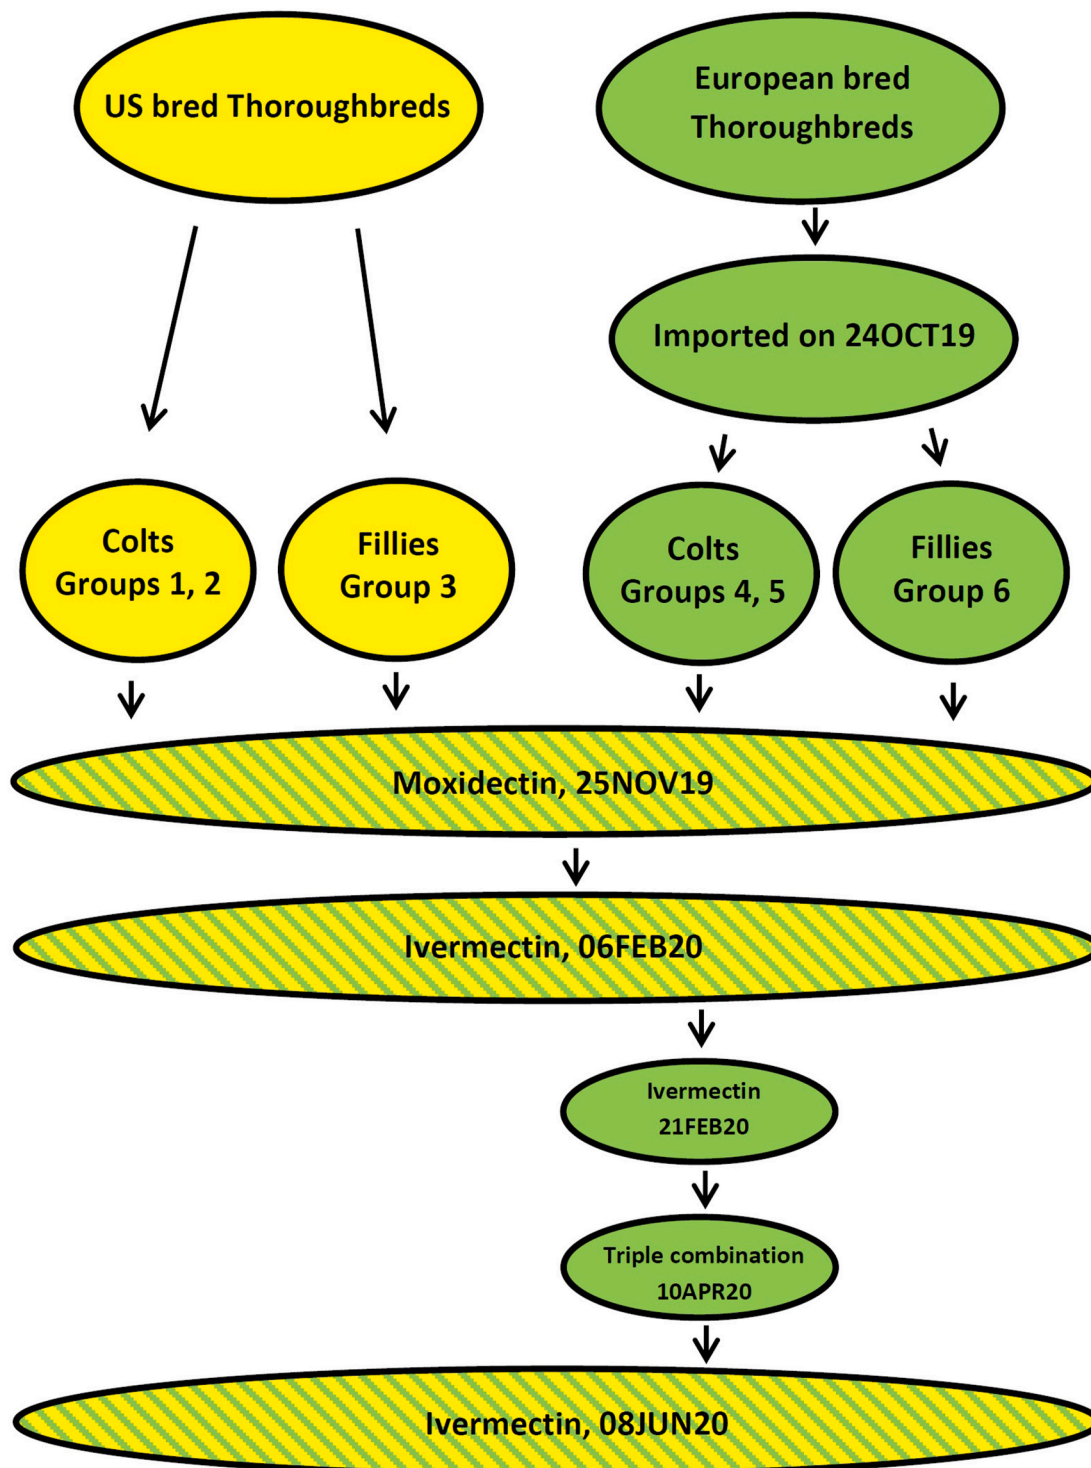 US bred Thoroughbreds
European bred
Thoroughbreds
Imported on 24OCT19
Colts
Groups 1, 2
Fillies
Group 3
Colts
Groups 4, 5
Fillies
Group 6
Moxidectin, 25NOV19
Ivermectin, 06FEB20
Ivermectin
21FEB20
Triple combination
10APR20
Ivermectin, 08JUN20